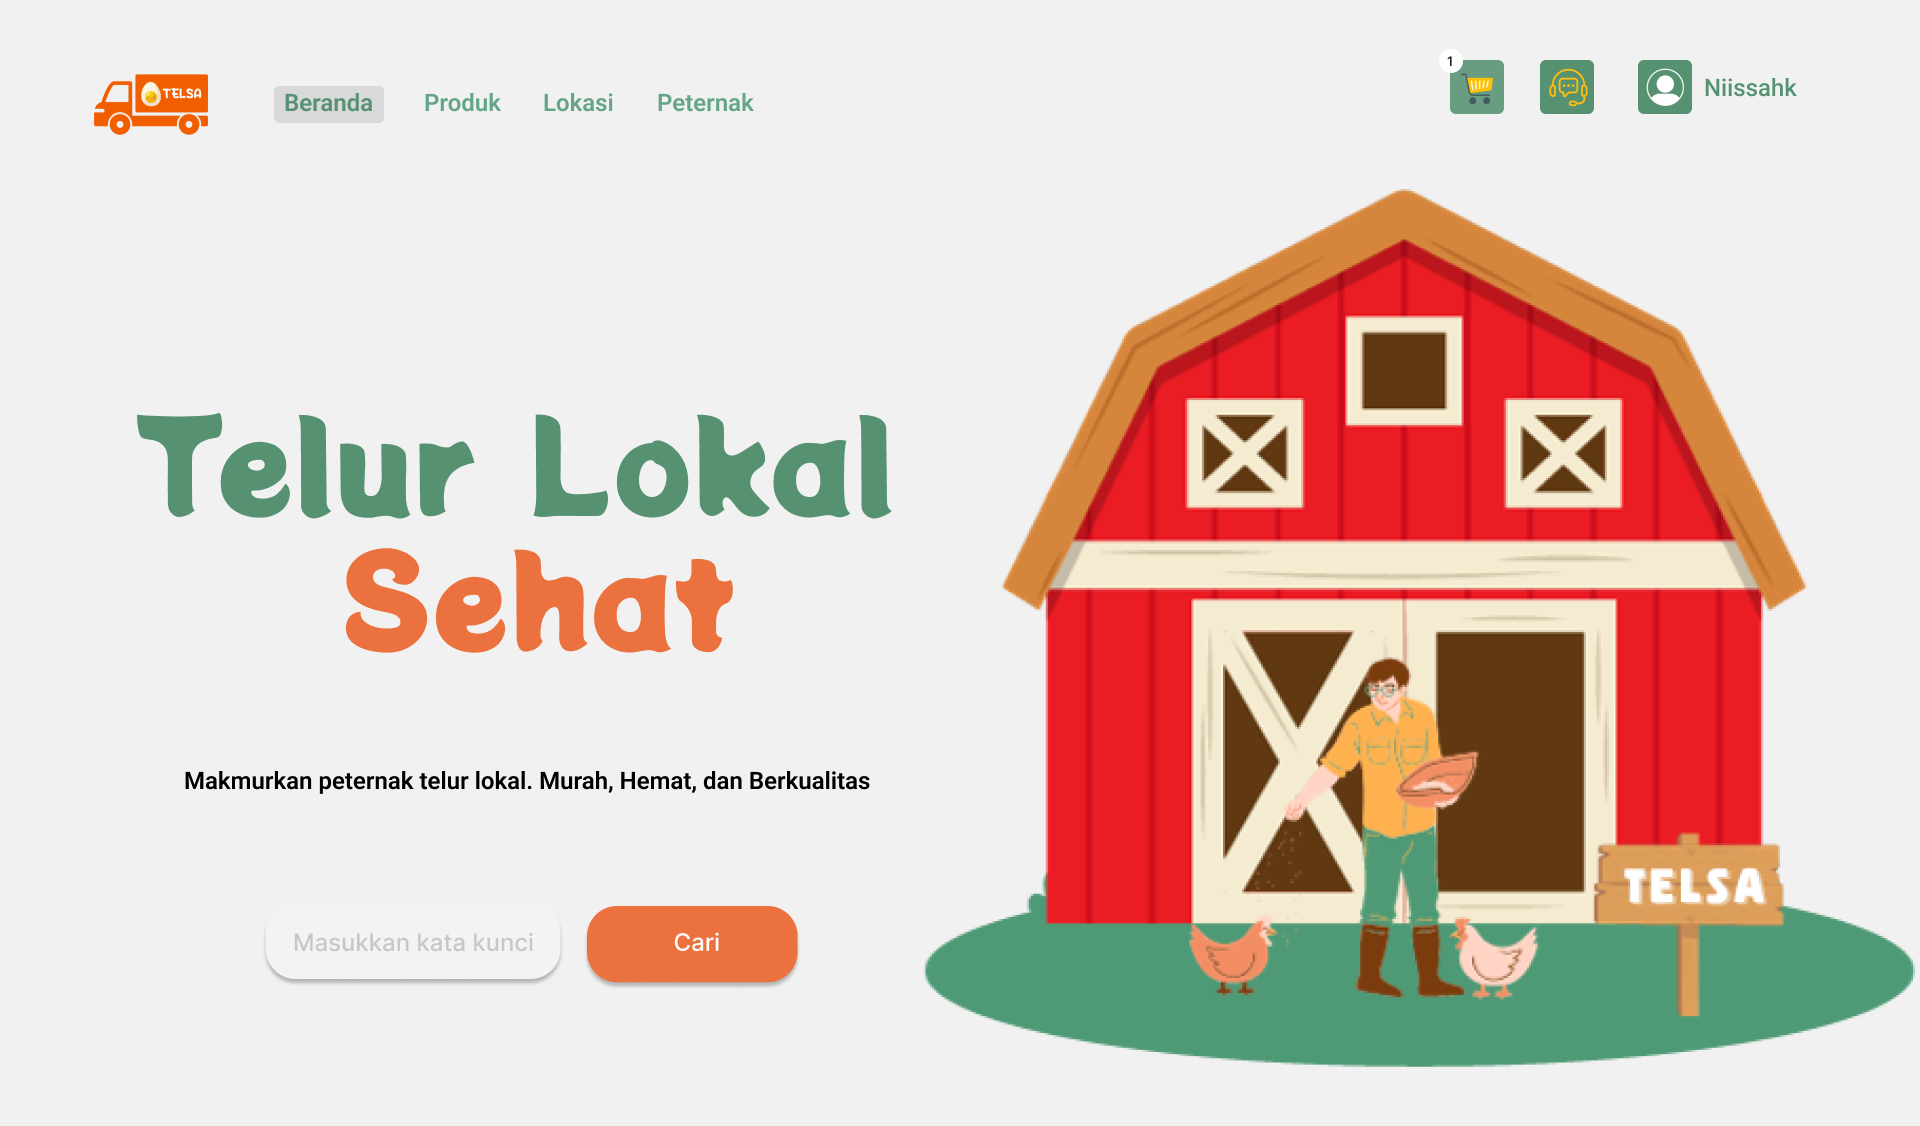 TELSA
Beranda Produk Lokasi Peternak
1
Niissahk
Telur Lokal
Sehat
Makmurkan peternak telur lokal. Murah, Hemat, dan Berkualitas
Masukkan kata kunci
Cari
TELSA